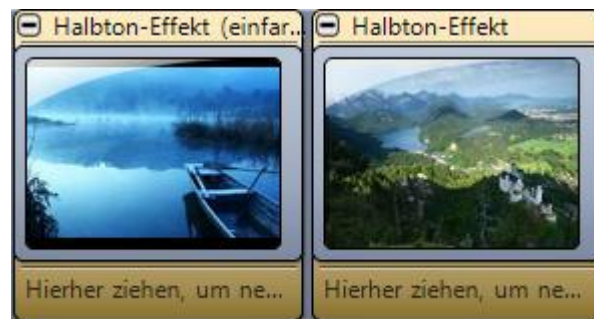 Halbton-Effekt (einfar...
Halbton-Effekt
Hierher ziehen, um ne...
Hierher ziehen, um ne...